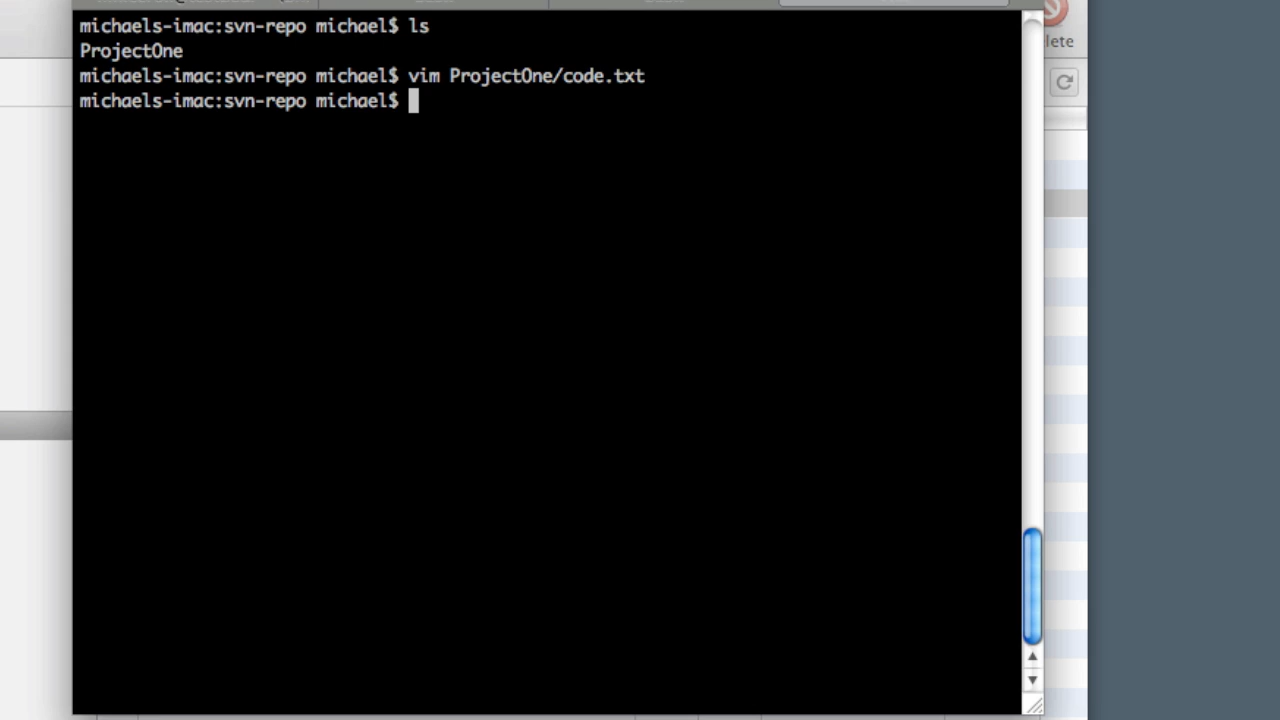 michaels-imac:svn-repo michael$ ls
lete
ProjectOne
michaels-imac:svn-repo michael$ vim ProjectOne/code.txt
michaels-imac:svn-repo michael$